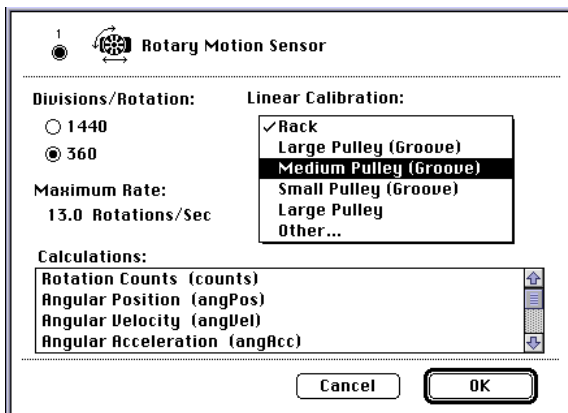 1
Rotary Motion Sensor
Divisions/Rotation:
1440
360
Maximum Rate:
13.0 Rotations/Sec
Linear Calibration:
✓Rack
Large Pulley (Groove)
Medium Pulley (Groove)
Small Pulley (Groove)
Large Pulley
Other...
Calculations:
Rotation Counts (counts)
Angular Position (angPos)
Angular Velocity (angVel)
Angular Acceleration (angAcc)
Cancel
OK